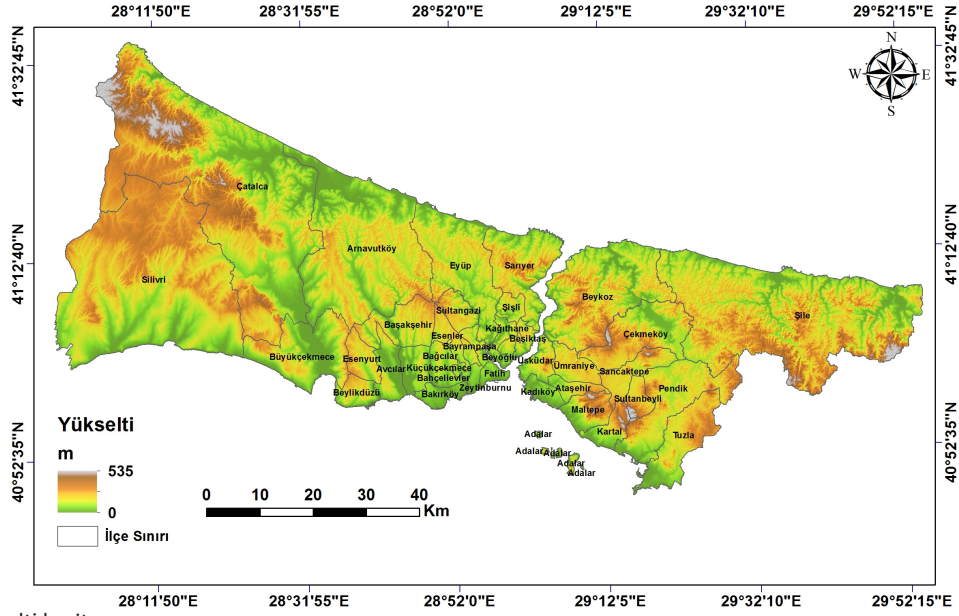 28°11'50"E 28°31'55"E 28°52'0"E 29°12'5"E 29°32'10"E 29°52'15"E
41°32'45"N
41°32'45"N
N
W E
S
Çatalca
41°12'40"N
41°12'40"N
Arnavutköy
Eyüp
Sarıyer
Silivri
Beykoz
Sultangazi
Şişli
Şile
Başakşehir
Kağıthane
Çekmeköy
Esenler
Beşiktaş
Bayrampaşa
Büyükçekmece
Esenyurt
Bağcılar
Beyoğlu
Üsküdar
Ümraniye
Avcılar
Küçükçekmece
Fatih
Sancaktepe
Bahçelievler
Zeytinburnu
Beylikdüzü
Bakırköy
Kadıköy
Ataşehir
Pendik
Sultanbeyli
Maltepe
Kartal
Tuzla
Adalar
Adalar
Adalar
Adalar
Adalar
40°52'35"N
40°52'35"N
Yükselti
m
535
0
İlçe Sınırı
0 10 20 30 40
Km
28°11'50"E 28°31'55"E 28°52'0"E 29°12'5"E 29°32'10"E 29°52'15"E